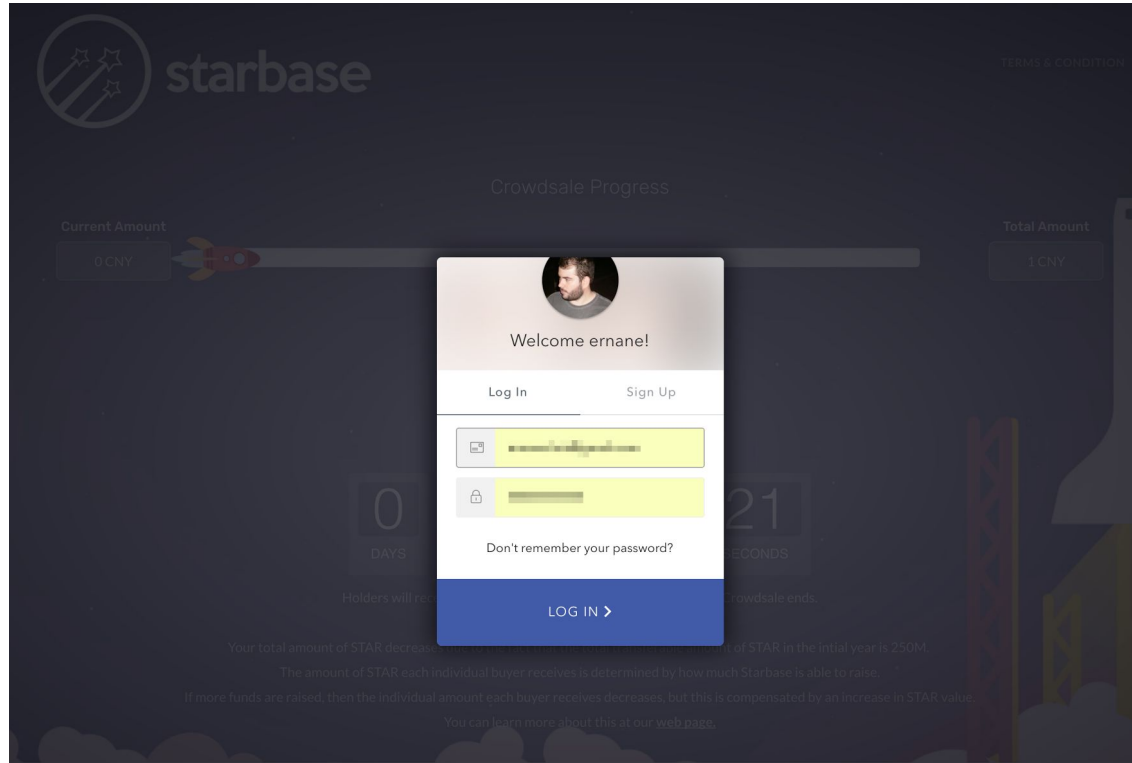 starbase
TERMS & CONDITION
Crowdsale Progress
Current Amount
Total Amount
0 CNY
1 CNY
Welcome ernane!
Log In
Sign Up
Don't remember your password?
LOG IN
0
21
DAYS
ECONDS
Holders will rec
Crowdsale ends.
Your total amount of STAR decreas
of STAR in the intial year is 250M.
The amount of STAR each individual buyer receives is determined by how much Starbase is able to raise.
If more funds are raised, then the individual amount each buyer receives decreases, but this is compensated by an increase in STAR value.
You can learn more about this at our web page.